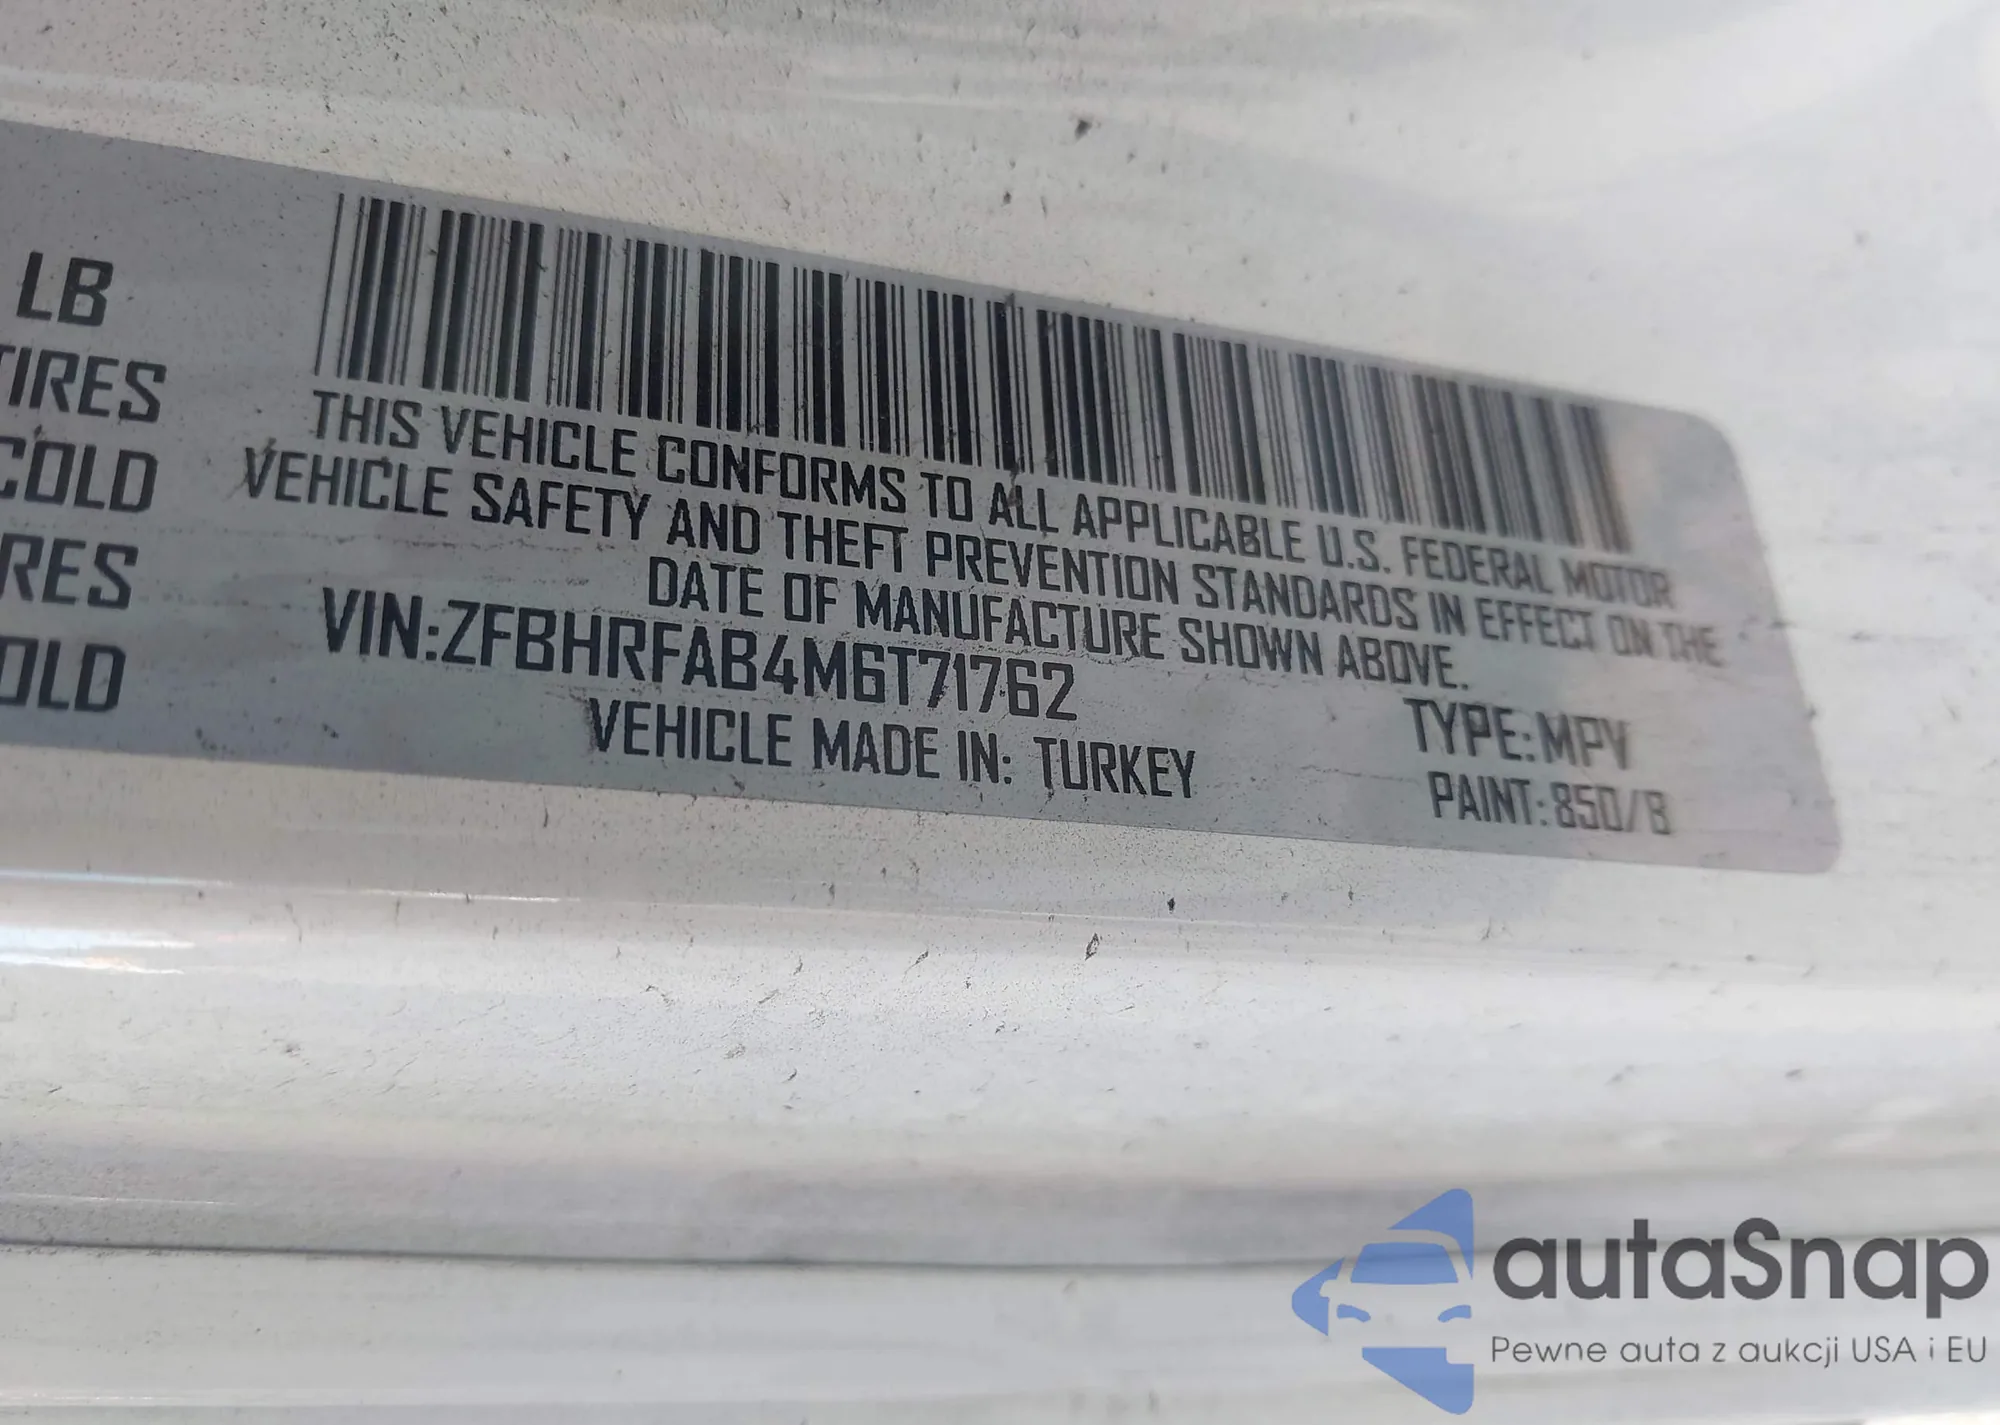 LB
TIRES
COLD
RES
OLD
THIS VEHICLE CONFORMS TO ALL APPLICABLE U.S. FEDERAL MOTOR
VEHICLE SAFETY AND THEFT PREVENTION STANDARDS IN EFFECT ON THE
DATE OF MANUFACTURE SHOWN ABOVE.
VIN:ZFBHRFAB4M6T71762
TYPE:MPV
VEHICLE MADE IN: TURKEY
PAINT:850/B
autaSnap
Pewne auta z aukcji USA i EU